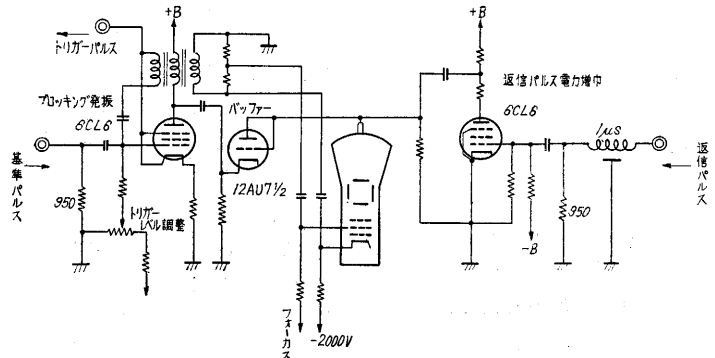 +B
トリガーパルス
ブロッキング発振
6CL6
基準パルス
950
トリガー
レベル調整
バッファー
12AU7 1/2
フォーカス
-2000V
+B
返信パルス電力増巾
6CL6
1μs
返信パルス
950
-B